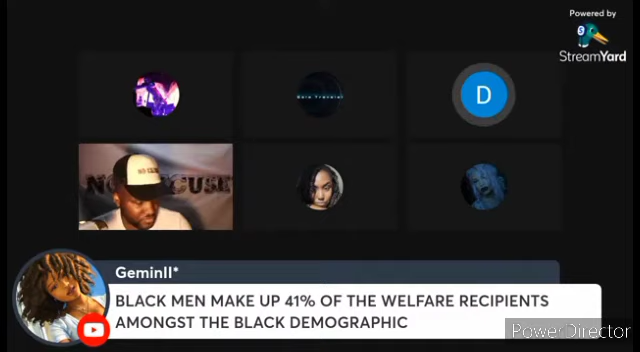 Powered by
StreamYard
D
GeminII*
BLACK MEN MAKE UP 41% OF THE WELFARE RECIPIENTS
AMONGST THE BLACK DEMOGRAPHIC
PowerDirector